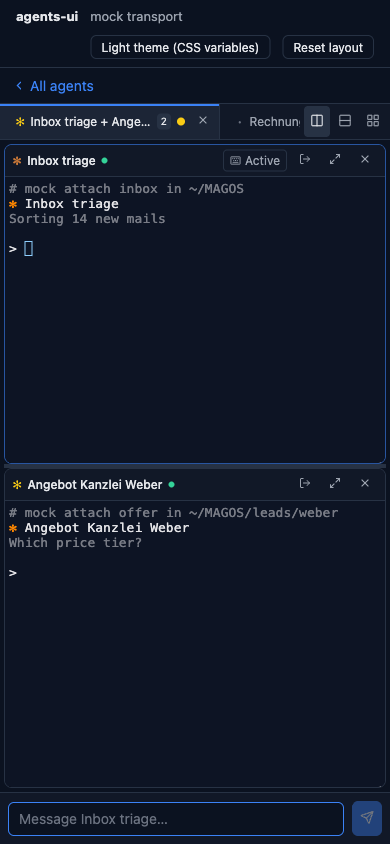 agents-ui mock transport
Light theme (CSS variables) Reset layout
All agents
Inbox triage + Ange... 2 Rechnun
Inbox triage Active
# mock attach inbox in ~/MAGOS
✻ Inbox triage
Sorting 14 new mails
>
Angebot Kanzlei Weber
# mock attach offer in ~/MAGOS/leads/weber
✻ Angebot Kanzlei Weber
Which price tier?
>
Message Inbox triage...